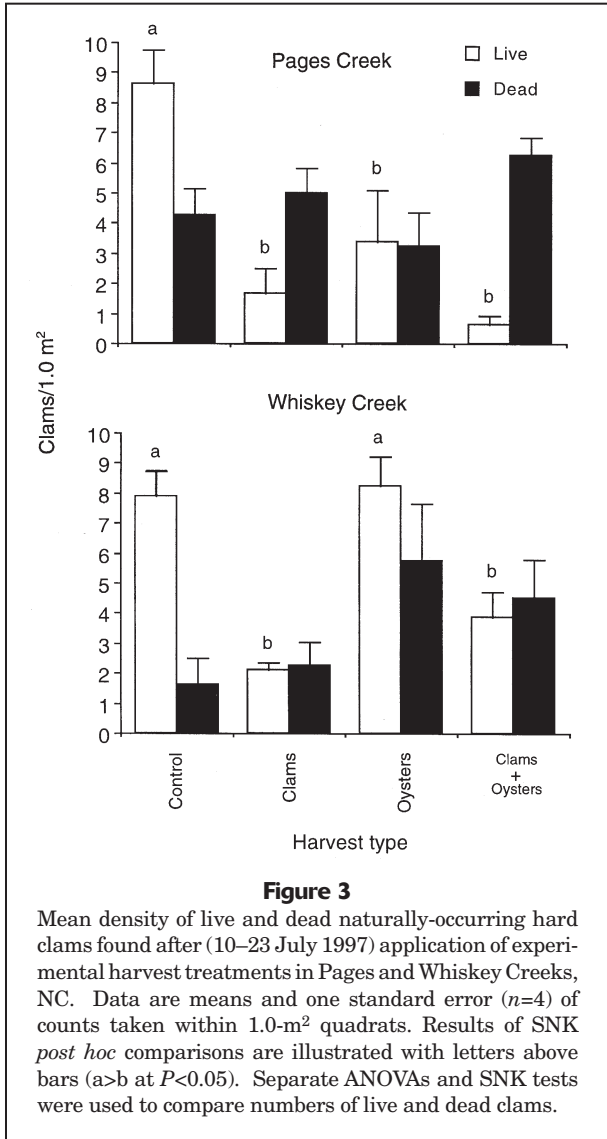 Pages Creek
Live
Dead
10
9
8
7
6
5
4
3
2
1
0
a
b
b
b
Clams/1.0 m²
Whiskey Creek
10
9
8
7
6
5
4
3
2
1
0
a
b
a
b
Control
Clams
Oysters
Clams
+
Oysters
Harvest type
Figure 3
Mean density of live and dead naturally-occurring hard
clams found after (10–23 July 1997) application of experi-
mental harvest treatments in Pages and Whiskey Creeks,
NC. Data are means and one standard error (n=4) of
counts taken within 1.0-m² quadrats. Results of SNK
post hoc comparisons are illustrated with letters above
bars (a>b at P<0.05). Separate ANOVAs and SNK tests
were used to compare numbers of live and dead clams.